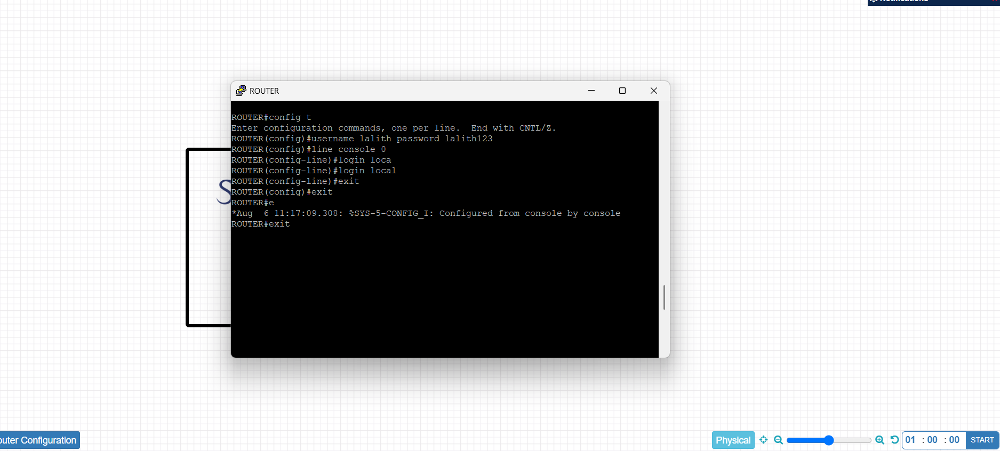 Notifications
ROUTER
ROUTER#config t
Enter configuration commands, one per line.  End with CNTL/Z.
ROUTER(config)#username lalith password lalith123
ROUTER(config)#line console 0
ROUTER(config-line)#login loca
ROUTER(config-line)#login local
ROUTER(config-line)#exit
ROUTER(config)#exit
ROUTER#e
*Aug  6 11:17:09.308: %SYS-5-CONFIG_I: Configured from console by console
ROUTER#exit
S
outer Configuration
Physical
01 : 00 : 00 START